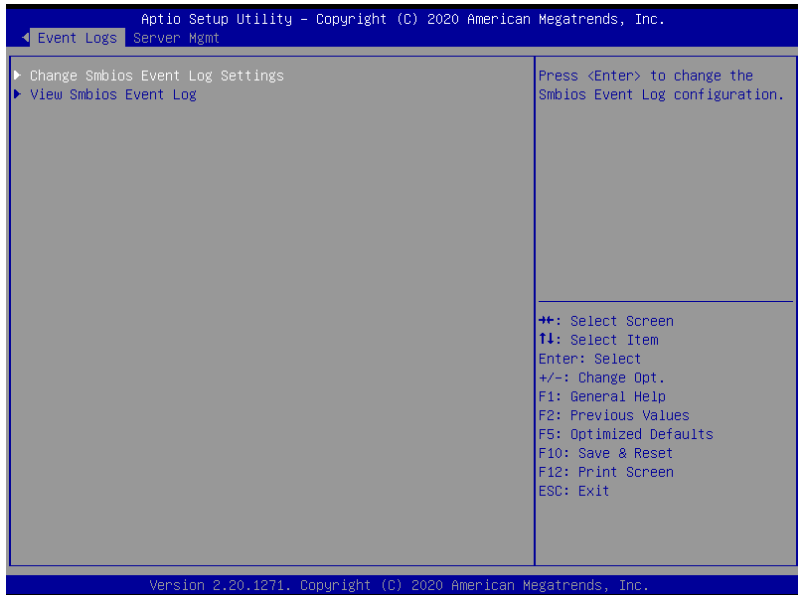 Aptio Setup Utility – Copyright (C) 2020 American Megatrends, Inc.
Event Logs Server Mgmt
Change Smbios Event Log Settings
View Smbios Event Log
Press <Enter> to change the
Smbios Event Log configuration.
→←: Select Screen
↑↓: Select Item
Enter: Select
+/-: Change Opt.
F1: General Help
F2: Previous Values
F5: Optimized Defaults
F10: Save & Reset
F12: Print Screen
ESC: Exit
Version 2.20.1271. Copyright (C) 2020 American Megatrends, Inc.